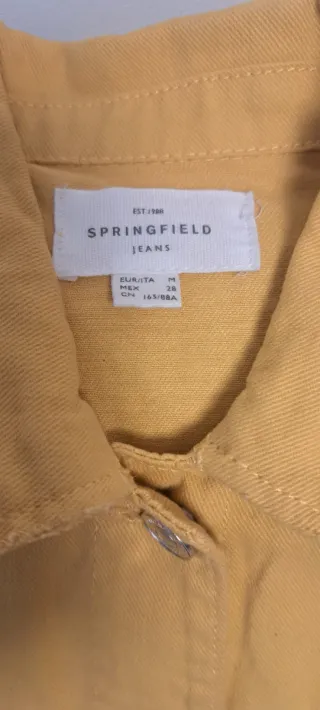 EST.1988
SPRINGFIELD
JEANS
EUR/ITA M
MEX 28
CN 165/88A